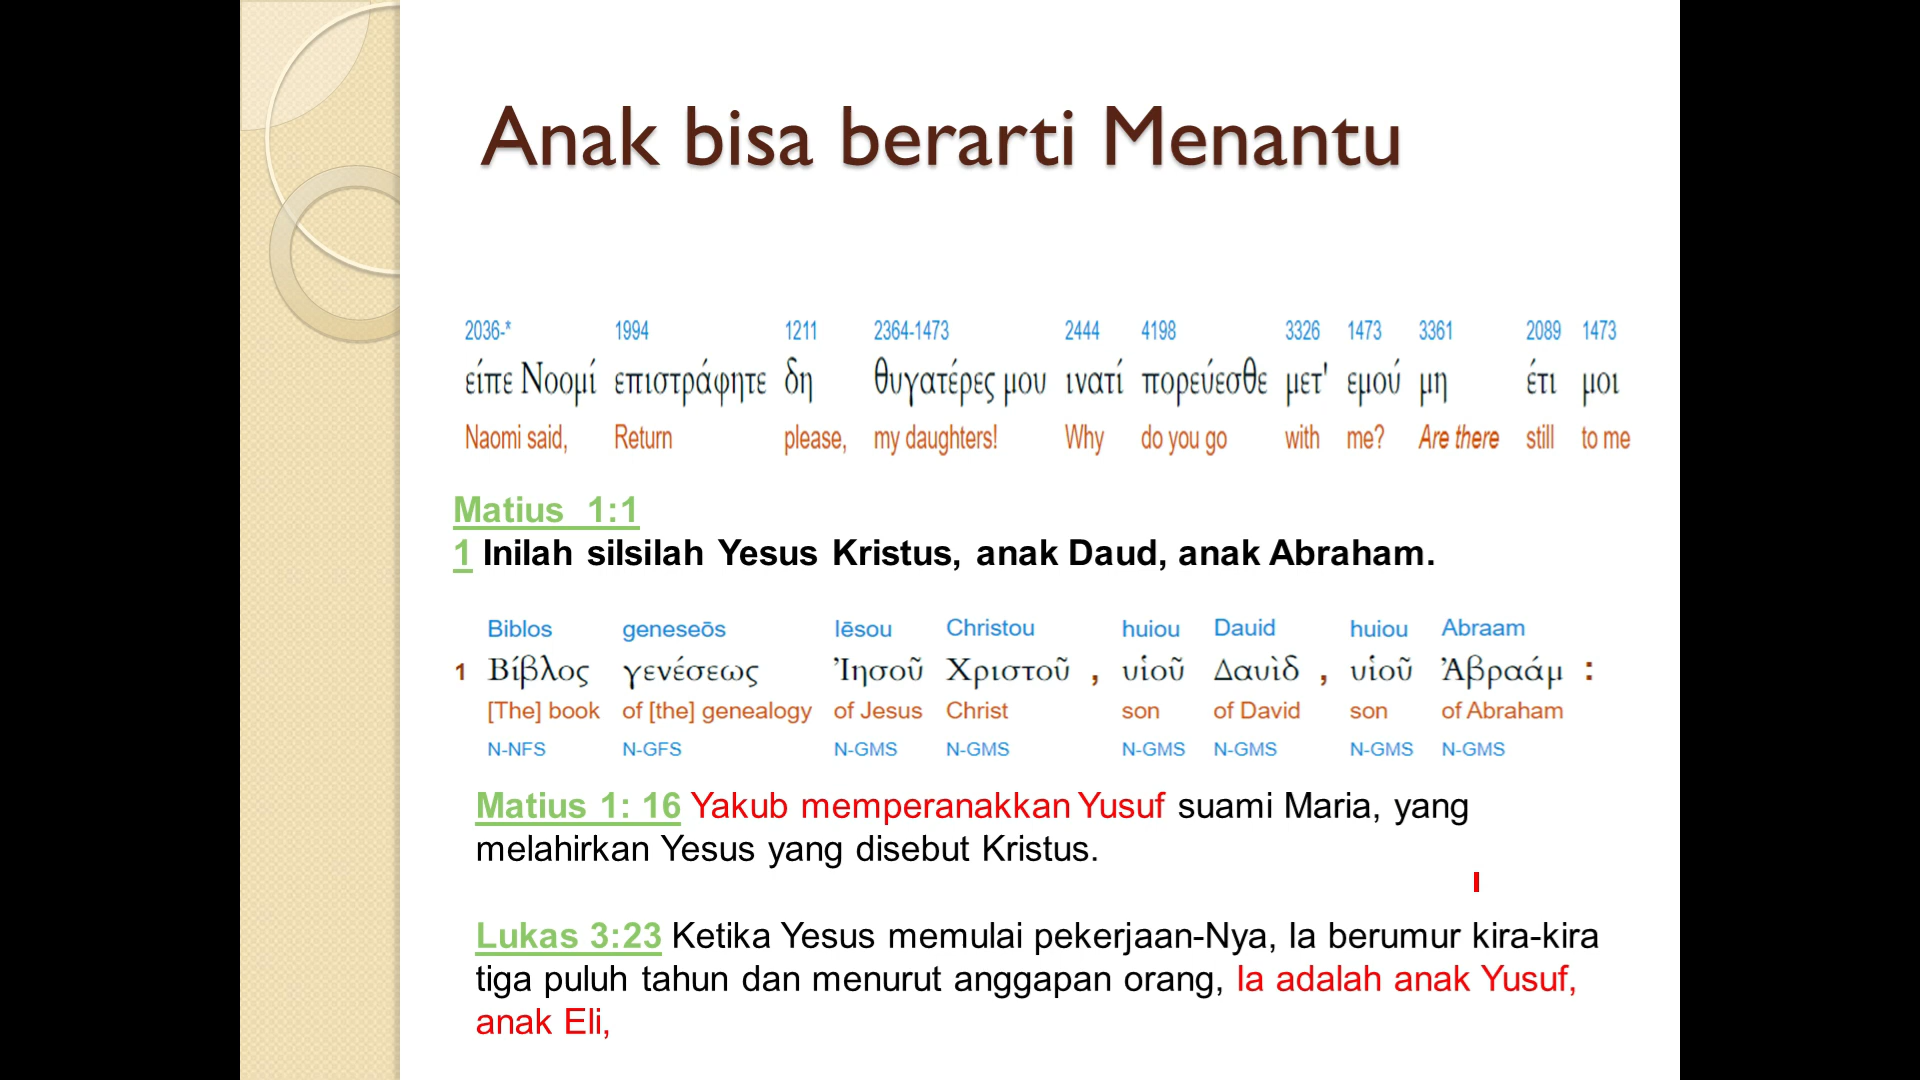 Anak bisa berarti Menantu
2036-* 1994 1211 2364-1473 2444 4198 3326 1473 3361 2089 1473
είπε Νοομί επιστράφητε δη θυγατέρες μου ινατί πορεύεσθε μετ' εμού μη έτι μοι
Naomi said, Return please, my daughters! Why do you go with me? Are there still to me
Matius 1:1
1 Inilah silsilah Yesus Kristus, anak Daud, anak Abraham.
Biblos geneseōs Iēsou Christou huiou Dauid huiou Abraam
1 Βίβλος γενέσεως Ἰησοῦ Χριστοῦ , υἱοῦ Δαυὶδ , υἱοῦ Ἀβραάμ :
[The] book of [the] genealogy of Jesus Christ son of David son of Abraham
N-NFS N-GFS N-GMS N-GMS N-GMS N-GMS N-GMS N-GMS
Matius 1: 16 Yakub memperanakkan Yusuf suami Maria, yang
melahirkan Yesus yang disebut Kristus.
Lukas 3:23 Ketika Yesus memulai pekerjaan-Nya, Ia berumur kira-kira
tiga puluh tahun dan menurut anggapan orang, Ia adalah anak Yusuf,
anak Eli,